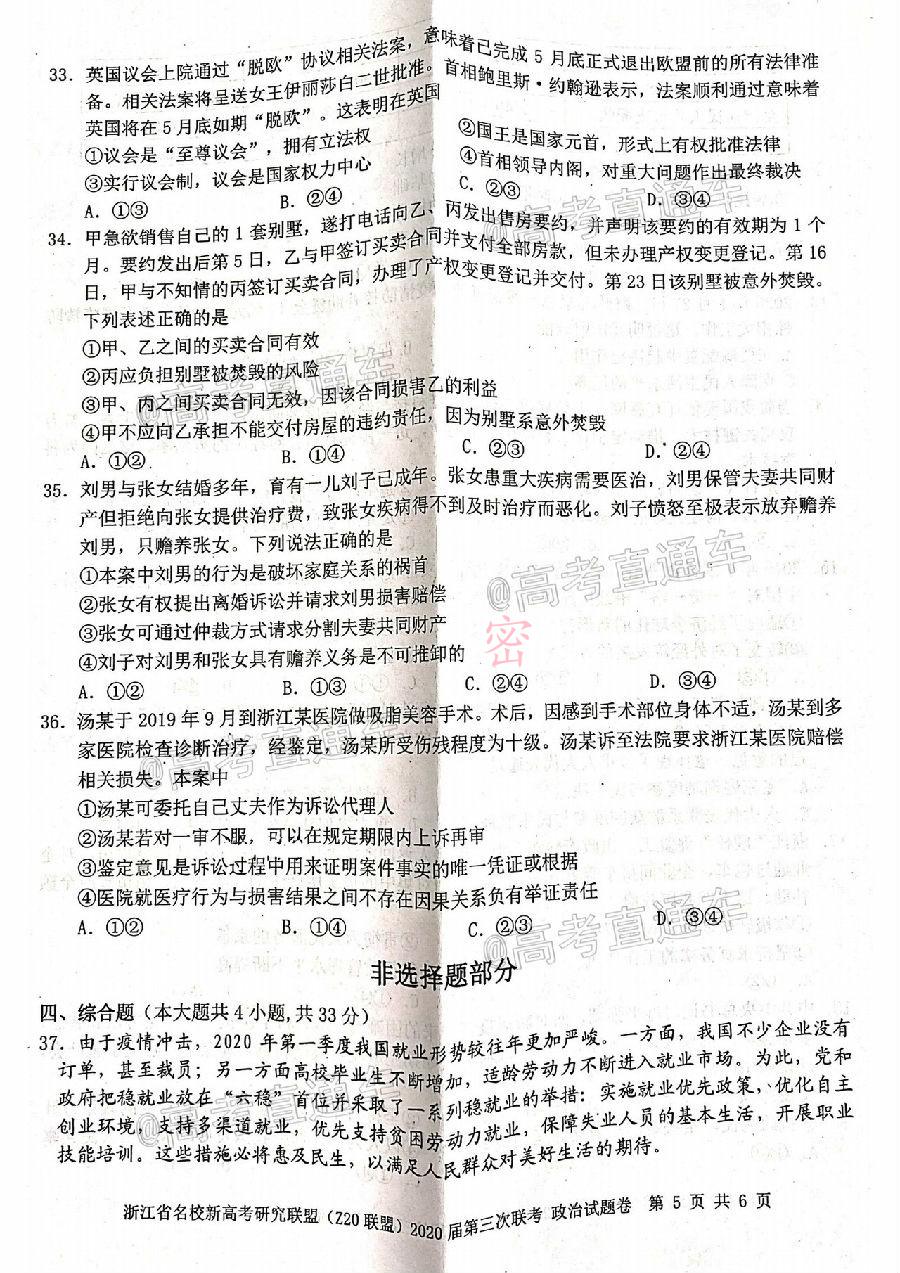 33. 英国议会上院通过“脱欧”协议相关法案，意味着已完成 5 月底正式退出欧盟前的所有法律准
备。相关法案将呈送女王伊丽莎白二世批准。首相鲍里斯·约翰逊表示，法案顺利通过意味着
英国将在 5 月底如期“脱欧”。这表明在英国
①议会是“至尊议会”，拥有立法权 ②国王是国家元首，形式上有权批准法律
③实行议会制，议会是国家权力中心 ④首相领导内阁，对重大问题作出最终裁决
A. ①③ B. ②④ C. ①② D. ③④
34. 甲急欲销售自己的 1 套别墅，遂打电话向乙、丙发出售房要约，并声明该要约的有效期为 1 个
月。要约发出后第 5 日，乙与甲签订买卖合同并支付全部房款，但未办理产权变更登记。第 16
日，甲与不知情的丙签订买卖合同，办理了产权变更登记并交付。第 23 日该别墅被意外焚毁。
下列表述正确的是
①甲、乙之间的买卖合同有效
②丙应负担别墅被焚毁的风险
③甲、丙之间买卖合同无效，因该合同损害乙的利益
④甲不应向乙承担不能交付房屋的违约责任，因为别墅系意外焚毁
A. ①② B. ①④ C. ②③ D. ③④
35. 刘男与张女结婚多年，育有一儿刘子已成年。张女患重大疾病需要医治，刘男保管夫妻共同财
产但拒绝向张女提供治疗费，致张女疾病得不到及时治疗而恶化。刘子愤怒至极表示放弃赡养
刘男，只赡养张女。下列说法正确的是
①本案中刘男的行为是破坏家庭关系的祸首
②张女有权提出离婚诉讼并请求刘男损害赔偿
③张女可通过仲裁方式请求分割夫妻共同财产
④刘子对刘男和张女具有赡养义务是不可推卸的
A. ①② B. ①③ C. ②④ D. ③④
36. 汤某于 2019 年 9 月到浙江某医院做吸脂美容手术。术后，因感到手术部位身体不适，汤某到多
家医院检查诊断治疗，经鉴定，汤某所受伤残程度为十级。汤某诉至法院要求浙江某医院赔偿
相关损失。本案中
①汤某可委托自己丈夫作为诉讼代理人
②汤某若对一审不服，可以在规定期限内上诉再审
③鉴定意见是诉讼过程中用来证明案件事实的唯一凭证或根据
④医院就医疗行为与损害结果之间不存在因果关系负有举证责任
A. ①② B. ①④ C. ②③ D. ③④
非选择题部分
四、综合题（本大题共 4 小题,共 33 分）
37. 由于疫情冲击，2020 年第一季度我国就业形势较往年更加严峻。一方面，我国不少企业没有
订单，甚至裁员；另一方面高校毕业生不断增加，适龄劳动力不断进入就业市场。为此，党和
政府把稳就业放在“六稳”首位并采取了一系列稳就业的举措：实施就业优先政策、优化自主
创业环境，支持多渠道就业，优先支持贫困劳动力就业，保障失业人员的基本生活，开展职业
技能培训。这些措施必将惠及民生，以满足人民群众对美好生活的期待。
浙江省名校新高考研究联盟（Z20 联盟）2020 届第三次联考 政治试题卷 第 5 页 共 6 页
@高考直通车
@高考直通车
@高考直通车
密
@高考直通车
@高考直通车
@高考直通车